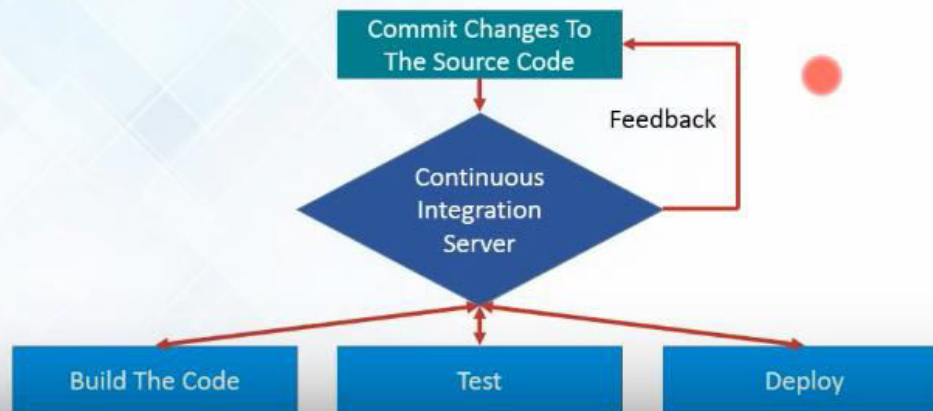 Commit Changes To
The Source Code
Feedback
Continuous
Integration
Server
Build The Code
Test
Deploy